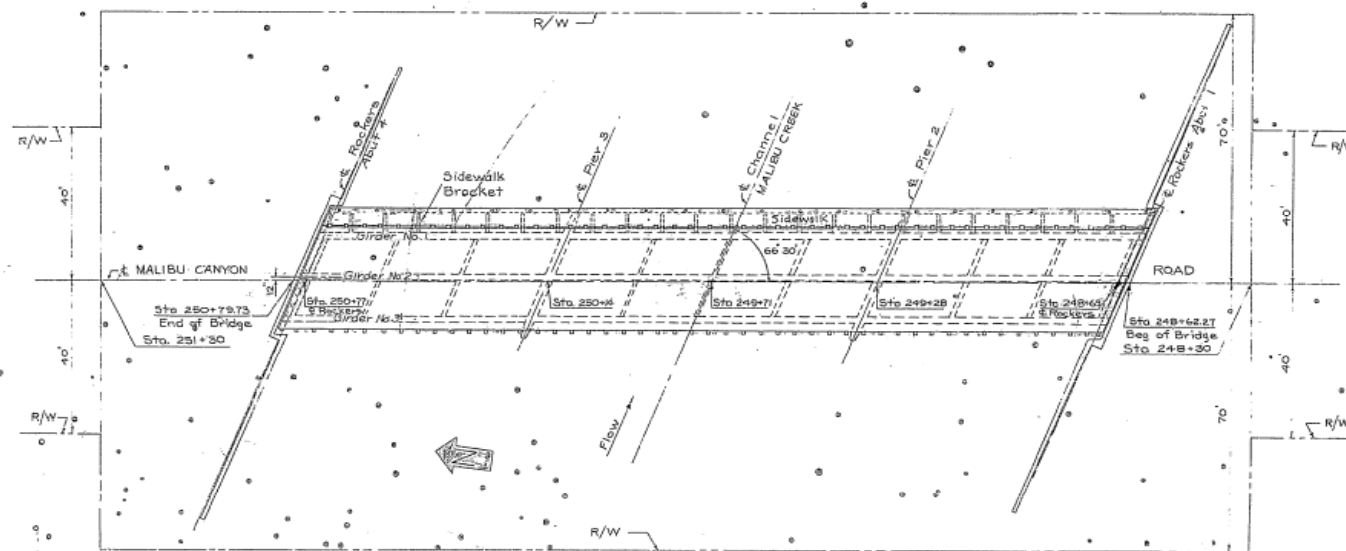 R/W
R/W
R/W
R/W
70'
40'
40'
℄ Rockers
Abut 4
℄ Pier 3
℄ Channel
MALIBU CREEK
℄ Pier 2
℄ Rockers Abut 1
Sidewalk
Bracket
Sidewalk
Girder No. 1
66°30'
℄ MALIBU CANYON
Girder No. 2
ROAD
Sta 250+79.73
End of Bridge
Sta. 251+30
Sta 250+77
℄ Rockers
Girder No. 3
Sta 250+14
Sta 249+71
Sta 249+28
Sta 248+65
℄ Rockers
Sta 248+62.27
Beg of Bridge
Sta 248+30
40'
40'
70'
R/W
R/W
Flow
N
R/W